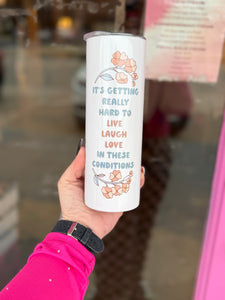 IT'S GETTING
REALLY
HARD TO
LIVE
LAUGH
LOVE
IN THESE
CONDITIONS